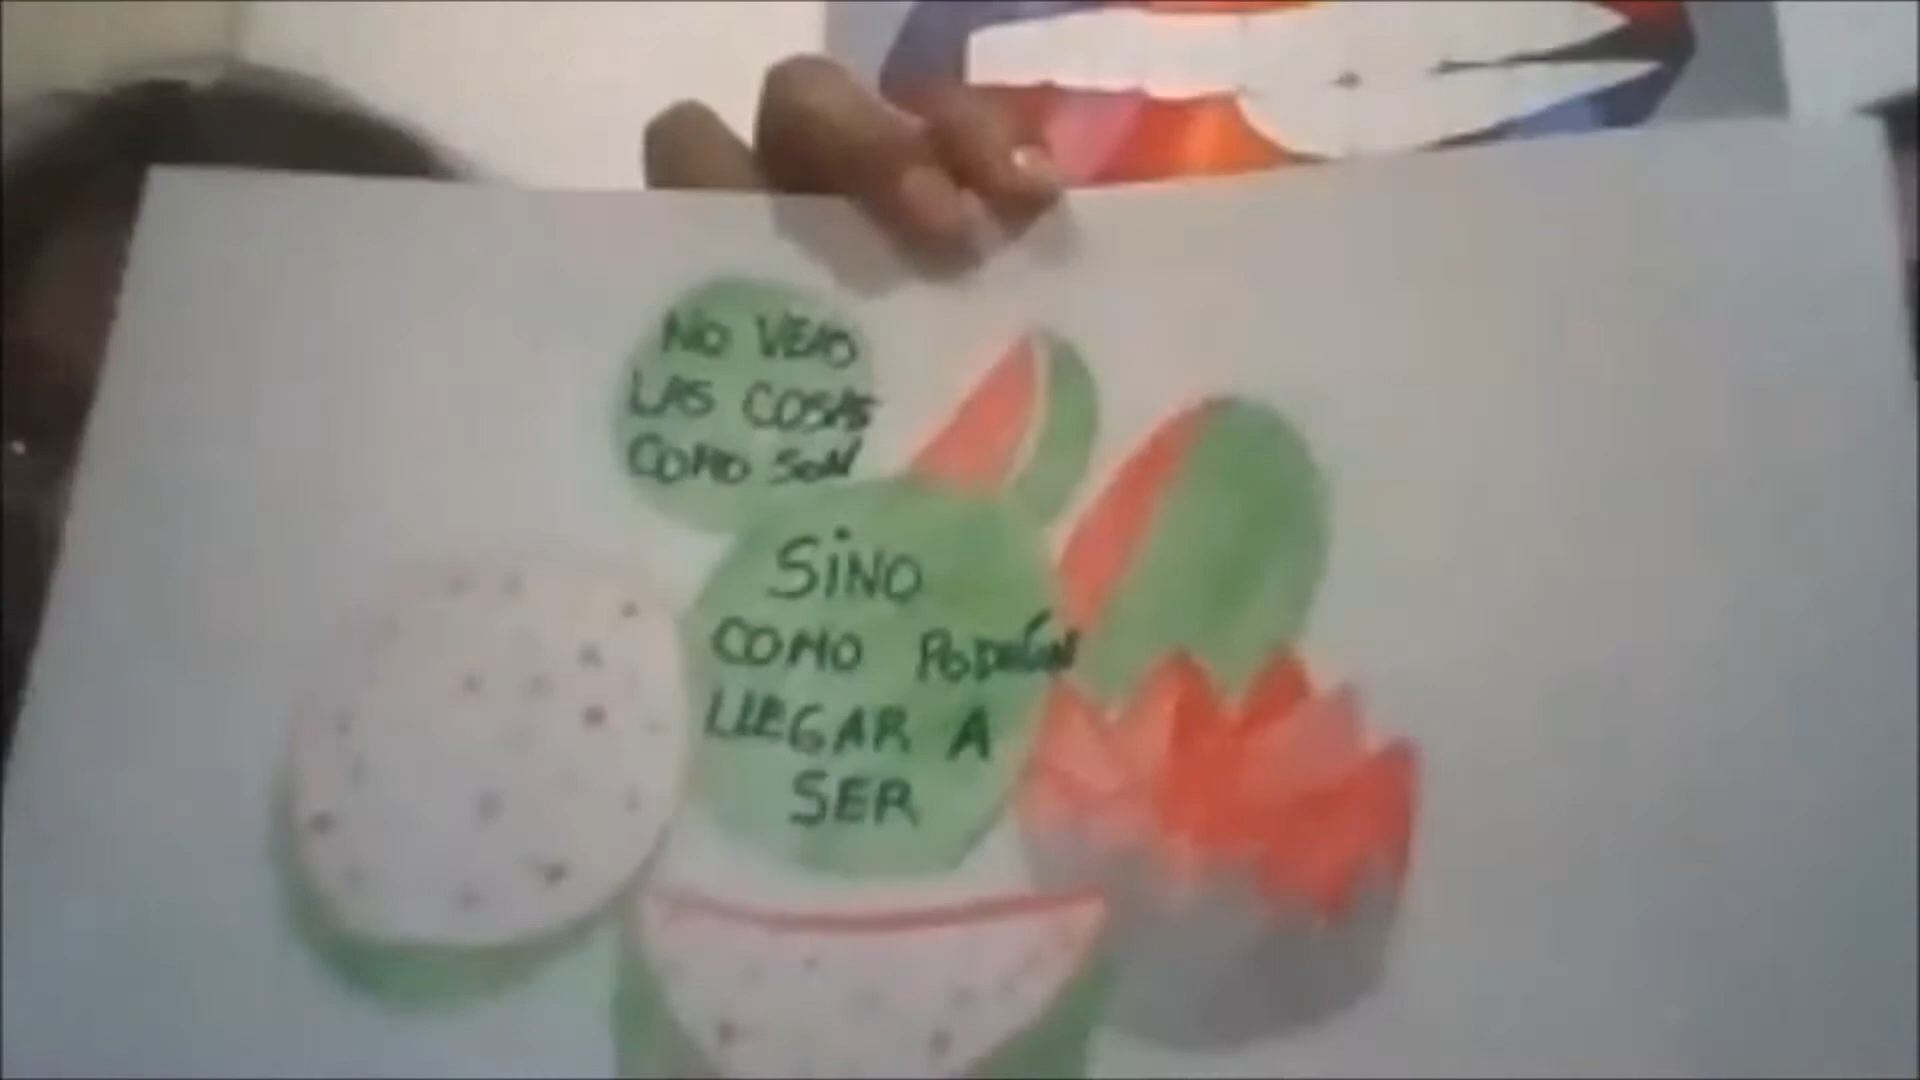 NO VEAS
LAS COSAS
COMO SON
SINO
COMO PODRÍAN
LLEGAR A
SER